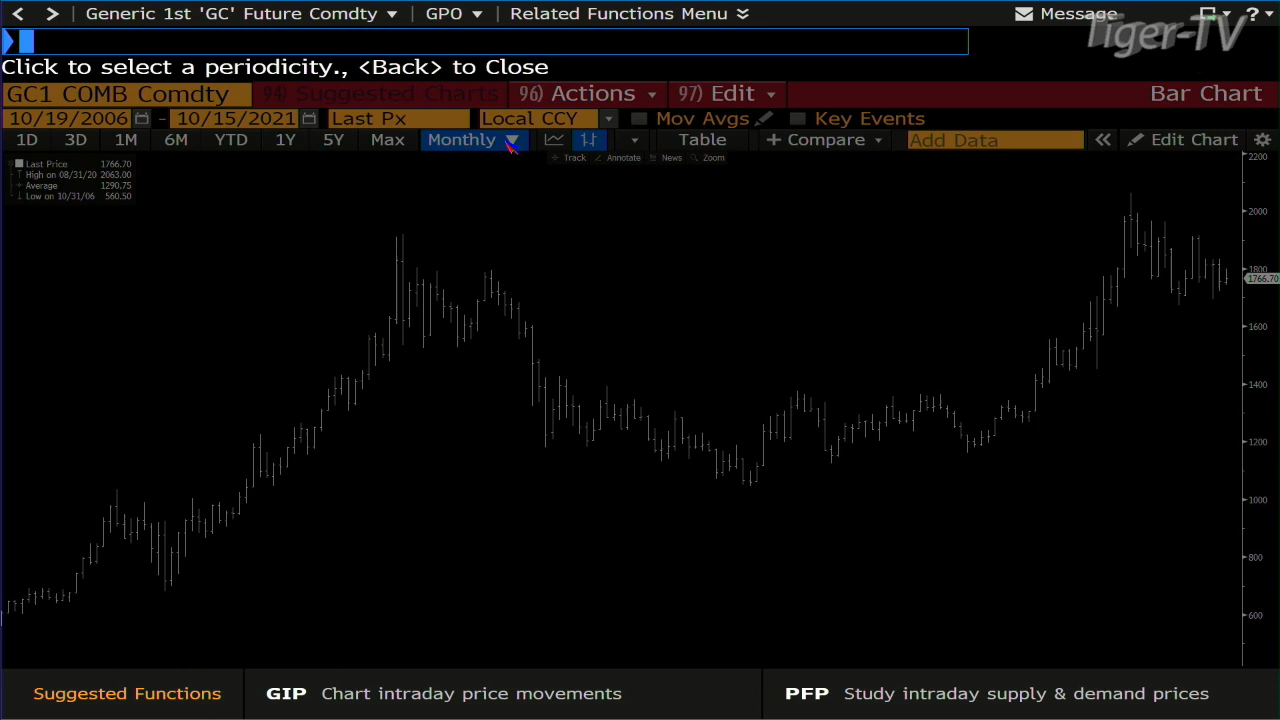 Generic 1st 'GC' Future Comdty GPO Related Functions Menu Message ?
Tiger-TV
Click to select a periodicity., <Back> to Close
GC1 COMB Comdty 94) Suggested Charts 96) Actions 97) Edit Bar Chart
10/19/2006 - 10/15/2021 Last Px Local CCY Mov Avgs Key Events
1D 3D 1M 6M YTD 1Y 5Y Max Monthly Table + Compare Add Data Edit Chart
Track Annotate News Zoom
Last Price 1766.70
High on 08/31/20 2063.00
Average 1290.75
Low on 10/31/06 560.50
2200
2000
1800
1766.70
1600
1400
1200
1000
800
600
Suggested Functions GIP Chart intraday price movements PFP Study intraday supply & demand prices